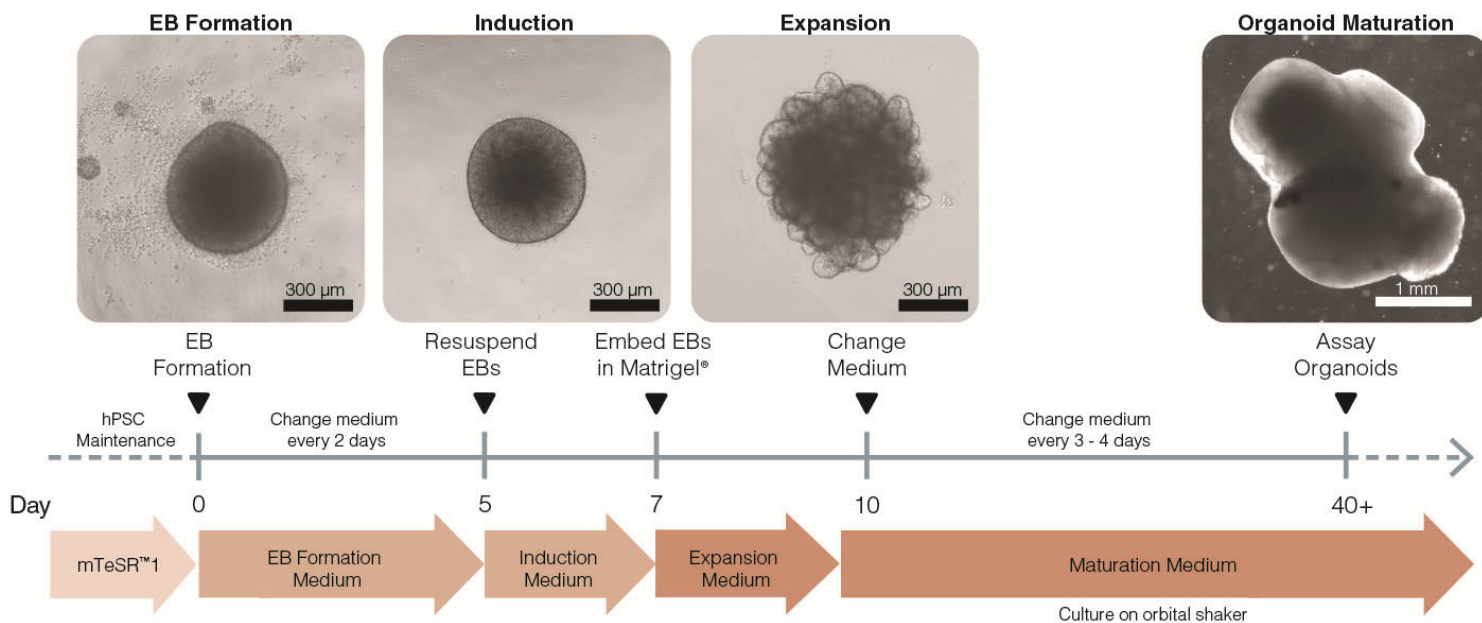 EB Formation
Induction
Expansion
Organoid Maturation
300 µm
300 µm
300 µm
1 mm
EB
Formation
Resuspend
EBs
Embed EBs
in Matrigel®
Change
Medium
Assay
Organoids
hPSC
Maintenance
Change medium
every 2 days
Change medium
every 3 - 4 days
Day
0
5
7
10
40+
mTeSR™1
EB Formation
Medium
Induction
Medium
Expansion
Medium
Maturation Medium
Culture on orbital shaker